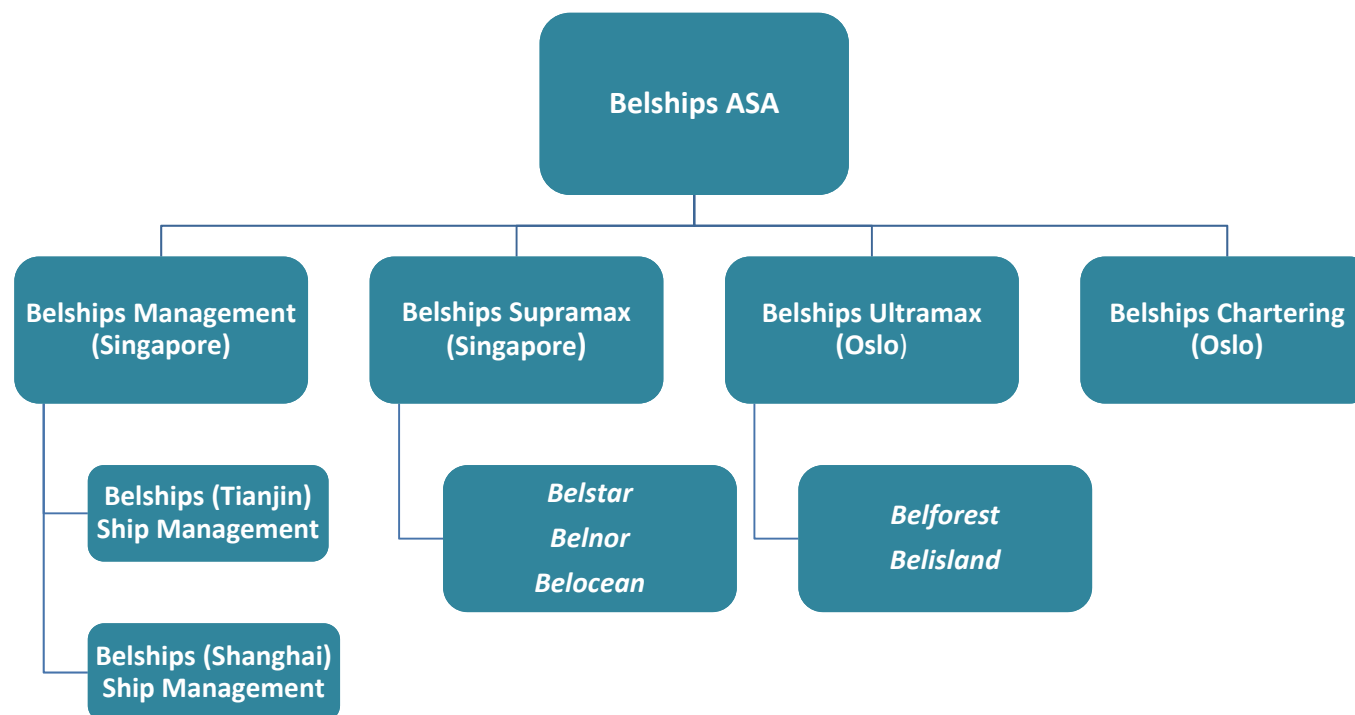 Belships ASA
Belships Management
(Singapore)
Belships Supramax
(Singapore)
Belships Ultramax
(Oslo)
Belships Chartering
(Oslo)
Belships (Tianjin)
Ship Management
Belships (Shanghai)
Ship Management
Belstar
Belnor
Belocean
Belforest
Belisland